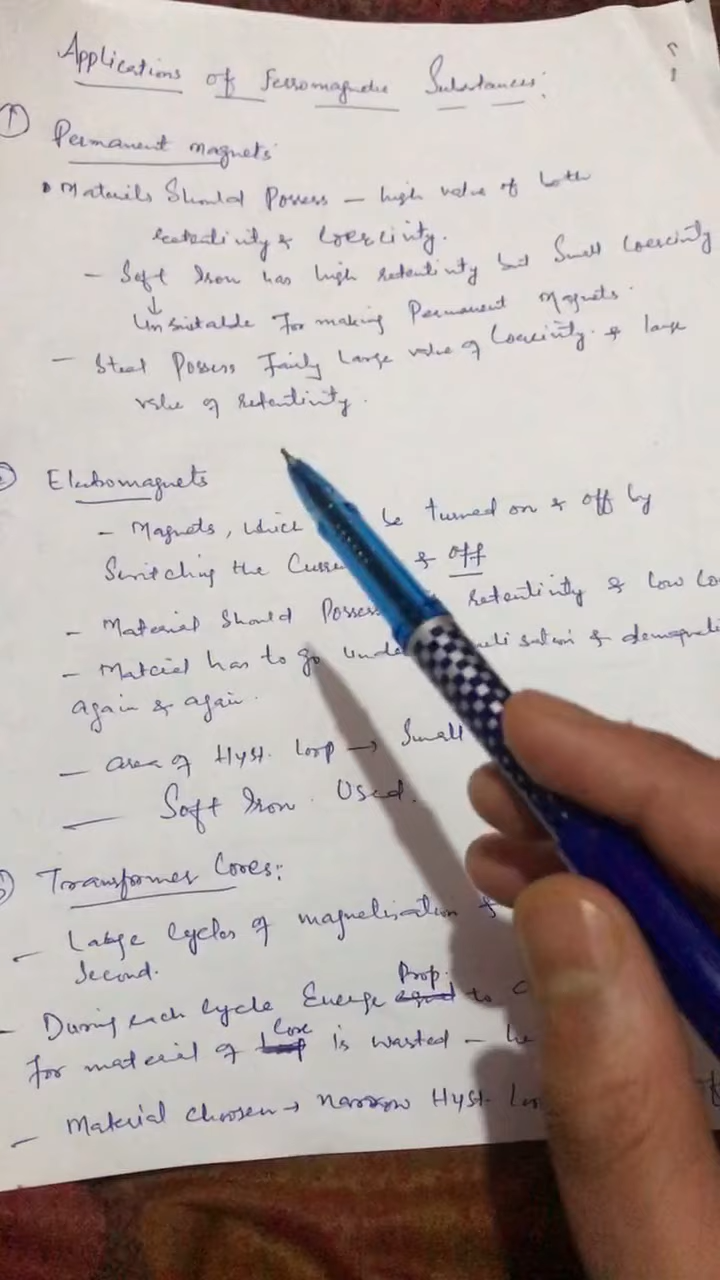 Applications of Ferromagnetic Substances:
① Permanent Magnets
Materils Should Possess – high value of both
retentivity & Coercivity.
– Soft Iron has high retentivity but Small Coercivity
↓
Unsuitable For making Permanent Magnets.
– Steel Possess Fairly Large value of Coercivity & large
value of retentivity.
Electromagnets
– Magnets, which be turned on & off by
Switching the & off
– Material Should Possess retentivity & Low
– Material has to go &
again & again.
– area of Hyst. Loop → Small
– Soft Iron Used.
Transformer Cores:
– Large Cycles of magnetisation &
Second.
– During each Cycle Energy Prop. to
For material of Core is wasted –
– Material choosen → narrow Hyst.